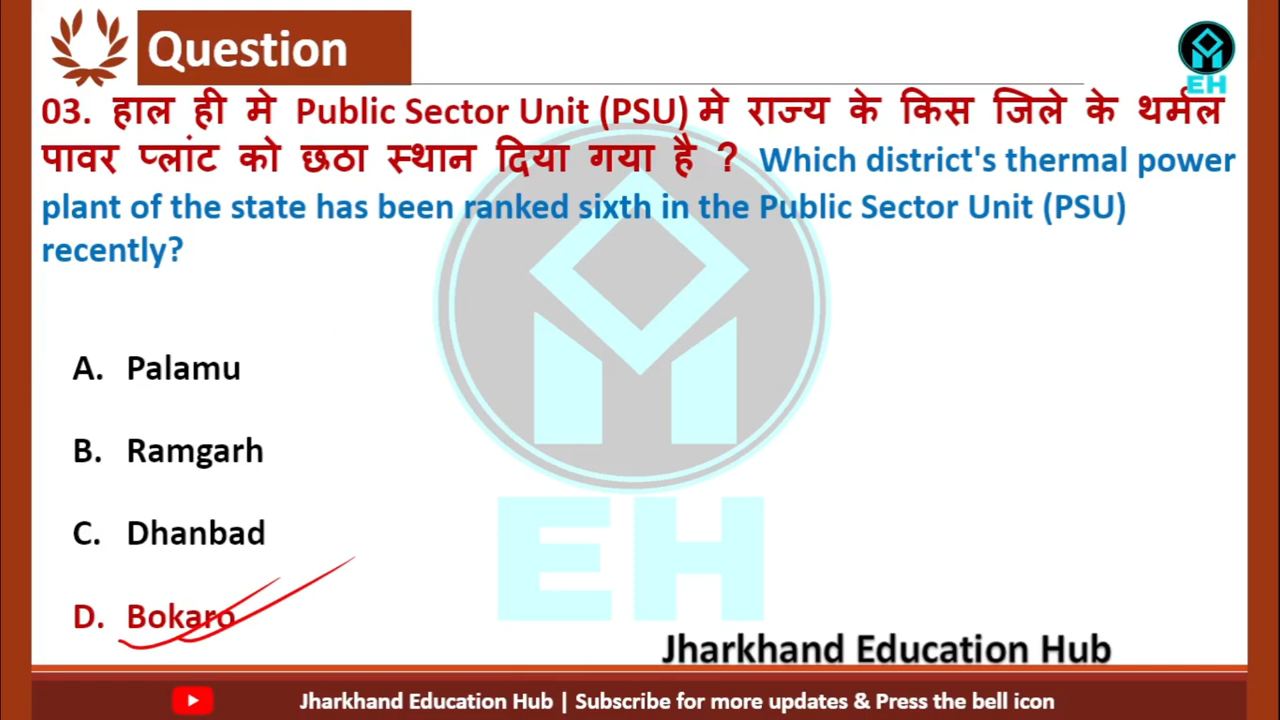 Question
EH
03. हाल ही मे Public Sector Unit (PSU) मे राज्य के किस जिले के थर्मल
पावर प्लांट को छठा स्थान दिया गया है ? Which district's thermal power
plant of the state has been ranked sixth in the Public Sector Unit (PSU)
recently?
A. Palamu
B. Ramgarh
C. Dhanbad
D. Bokaro
EH
Jharkhand Education Hub
Jharkhand Education Hub | Subscribe for more updates & Press the bell icon